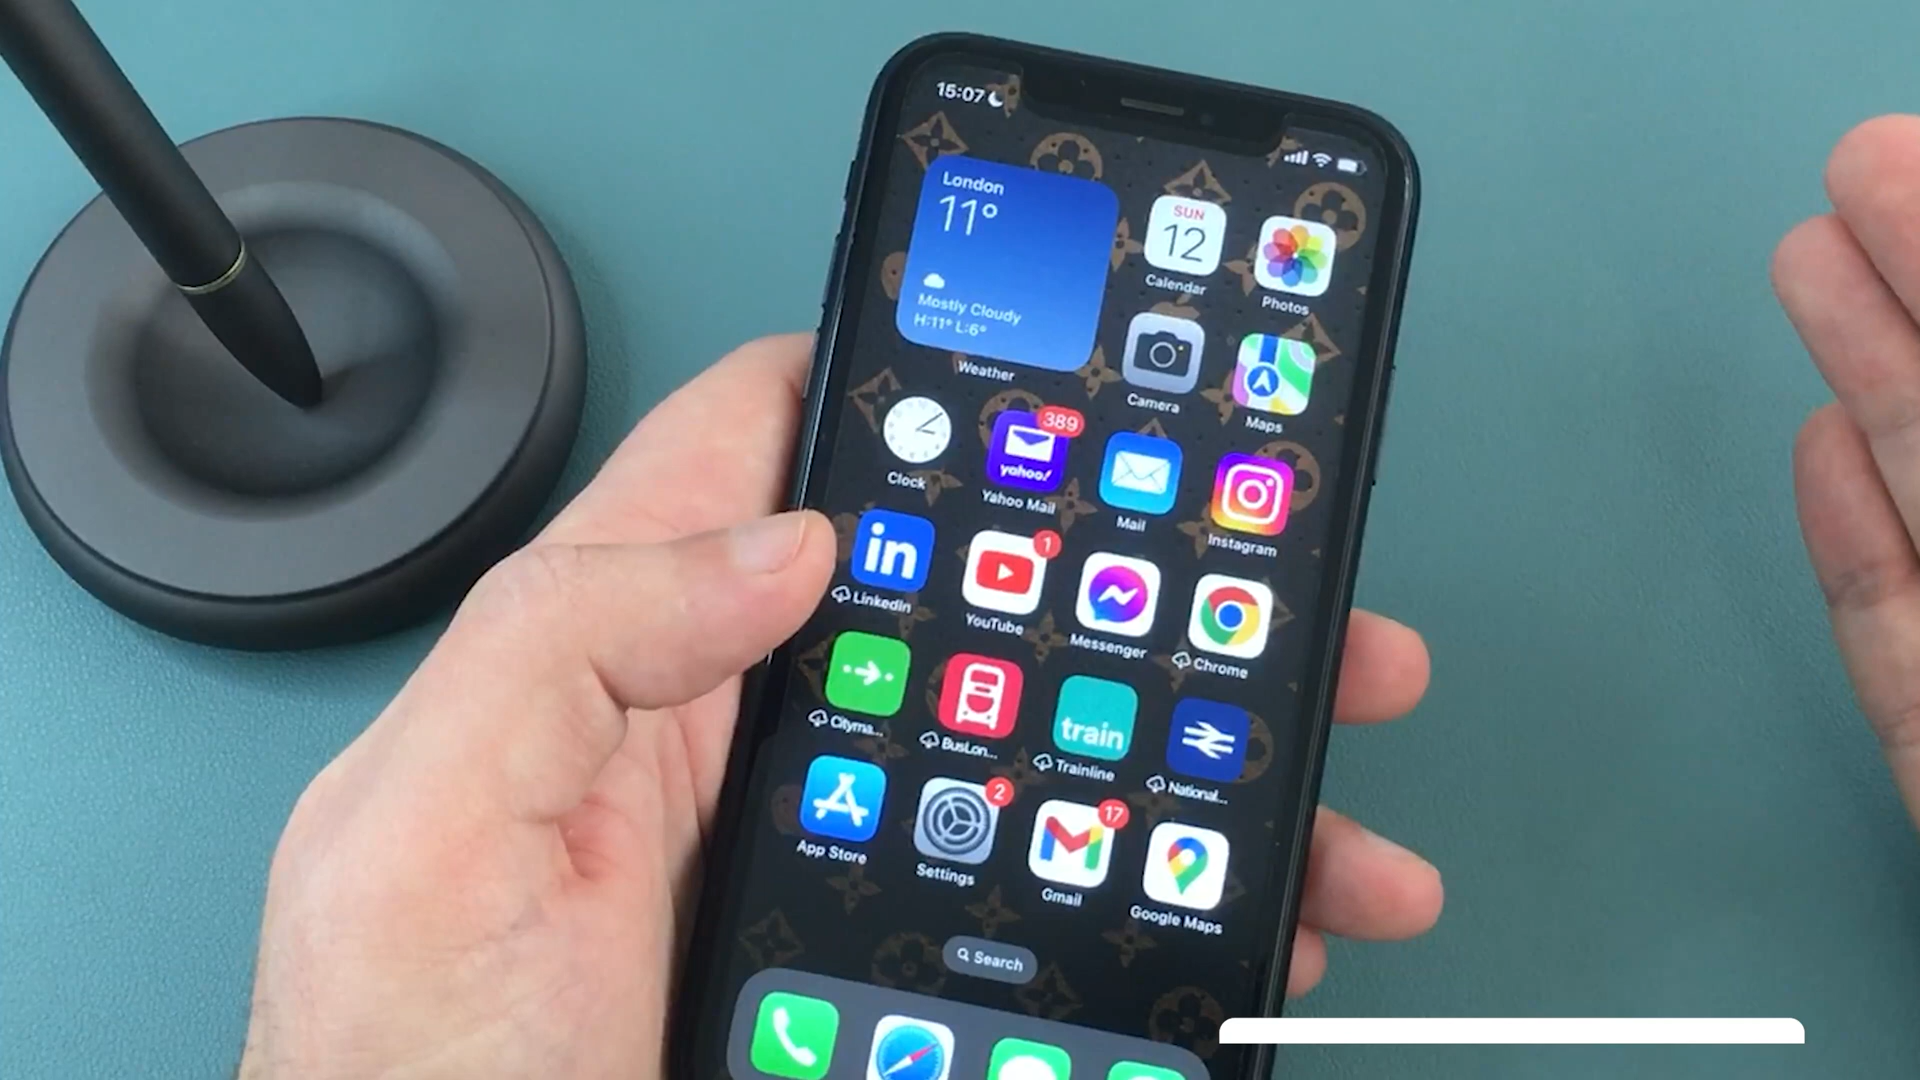 15:07
London
11°
Mostly Cloudy
H:11° L:6°
Weather
SUN
12
Calendar
Photos
Camera
Maps
Clock
389
yahoo!
Yahoo Mail
Mail
Instagram
in
LinkedIn
1
YouTube
Messenger
Chrome
Cityma...
BusLon...
train
Trainline
National...
App Store
2
Settings
17
Gmail
Google Maps
Search